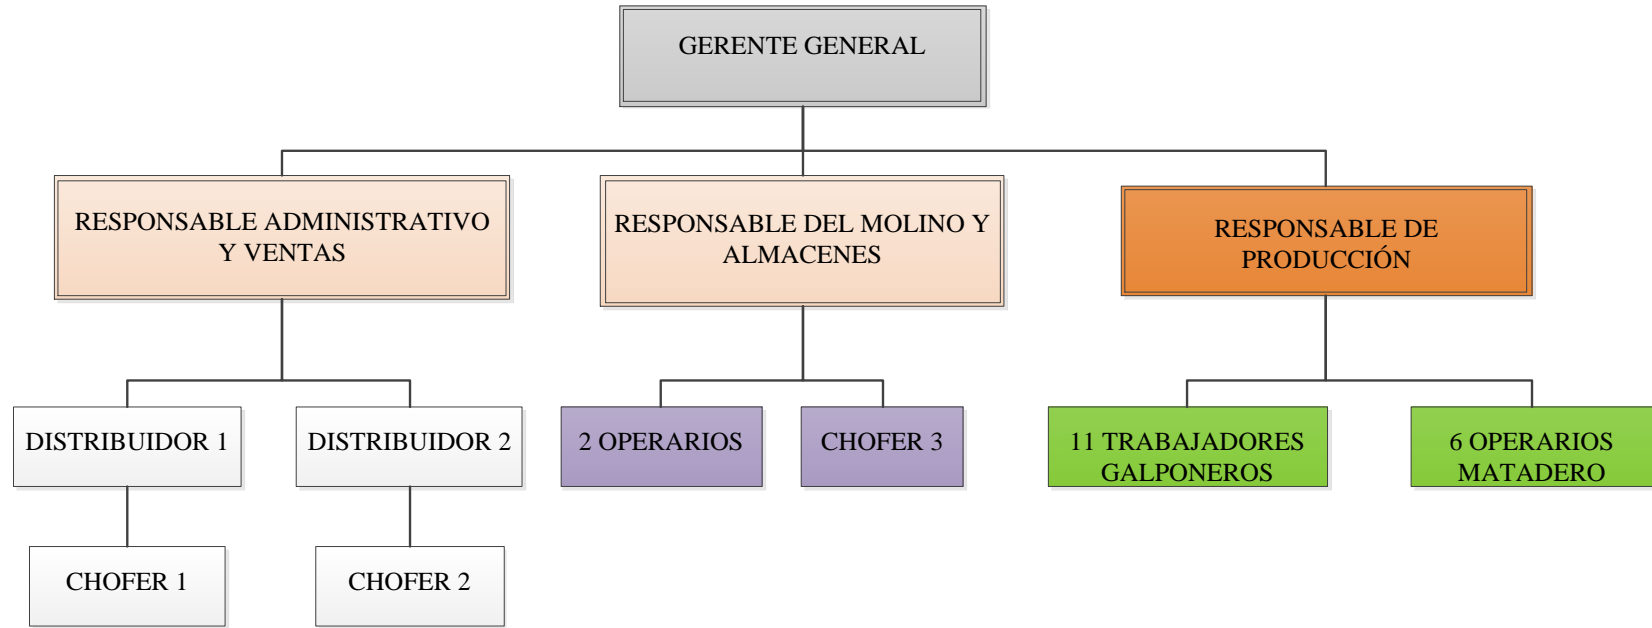 GERENTE GENERAL
RESPONSABLE ADMINISTRATIVO
Y VENTAS
RESPONSABLE DEL MOLINO Y
ALMACENES
RESPONSABLE DE
PRODUCCIÓN
DISTRIBUIDOR 1
DISTRIBUIDOR 2
2 OPERARIOS
CHOFER 3
11 TRABAJADORES
GALPONEROS
6 OPERARIOS
MATADERO
CHOFER 1
CHOFER 2